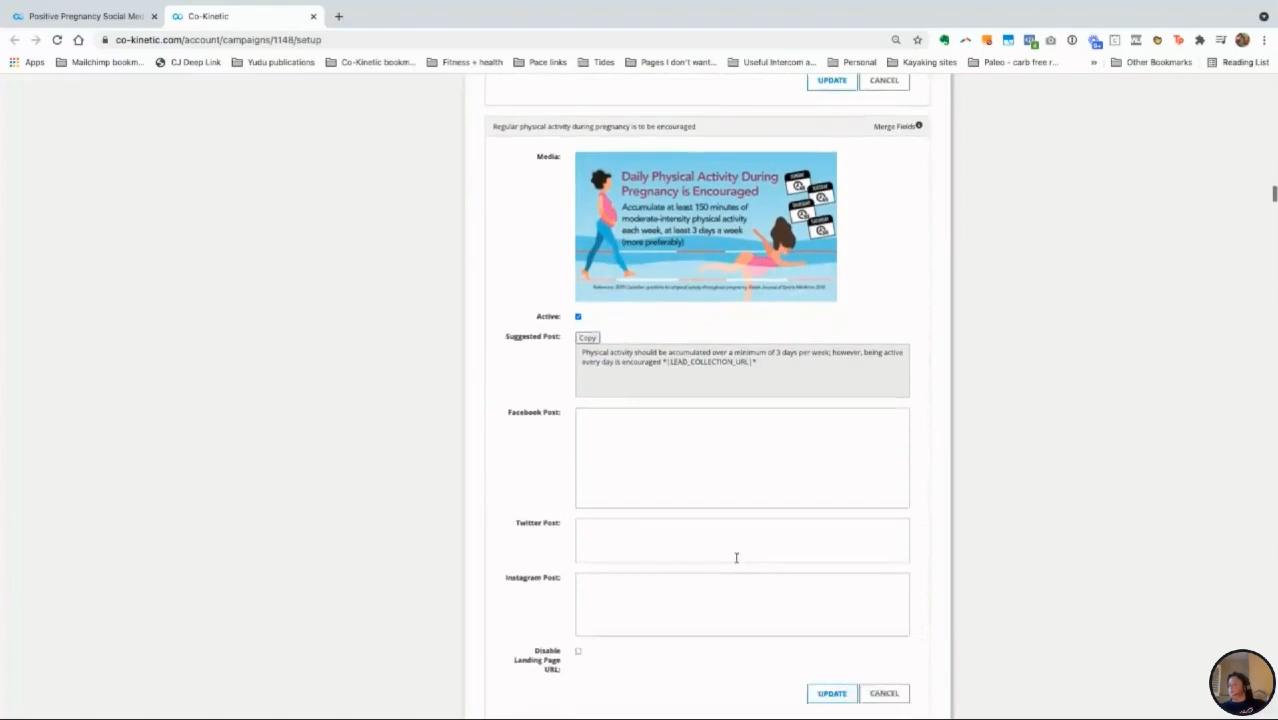 Positive Pregnancy Social Med
Co-Kinetic
co-kinetic.com/account/campaigns/1148/setup
Apps
Mailchimp bookm...
CJ Deep Link
Yudu publications
Co-Kinetic bookm...
Fitness + health
Pace links
Tides
Pages I don't want...
Useful Intercom a...
Personal
Kayaking sites
Paleo - carb free r...
»
Other Bookmarks
Reading List
UPDATE CANCEL
Regular physical activity during pregnancy is to be encouraged
Merge Fields
Media:
Daily Physical Activity During
Pregnancy is Encouraged
Accumulate at least 150 minutes of
moderate-intensity physical activity
each week, at least 3 days a week
(more preferably)
Active:
Suggested Post:
Copy
Physical activity should be accumulated over a minimum of 3 days per week; however, being active
every day is encouraged *|LEAD_COLLECTION_URL|*
Facebook Post:
Twitter Post:
Instagram Post:
Disable
Landing Page
URL:
UPDATE CANCEL